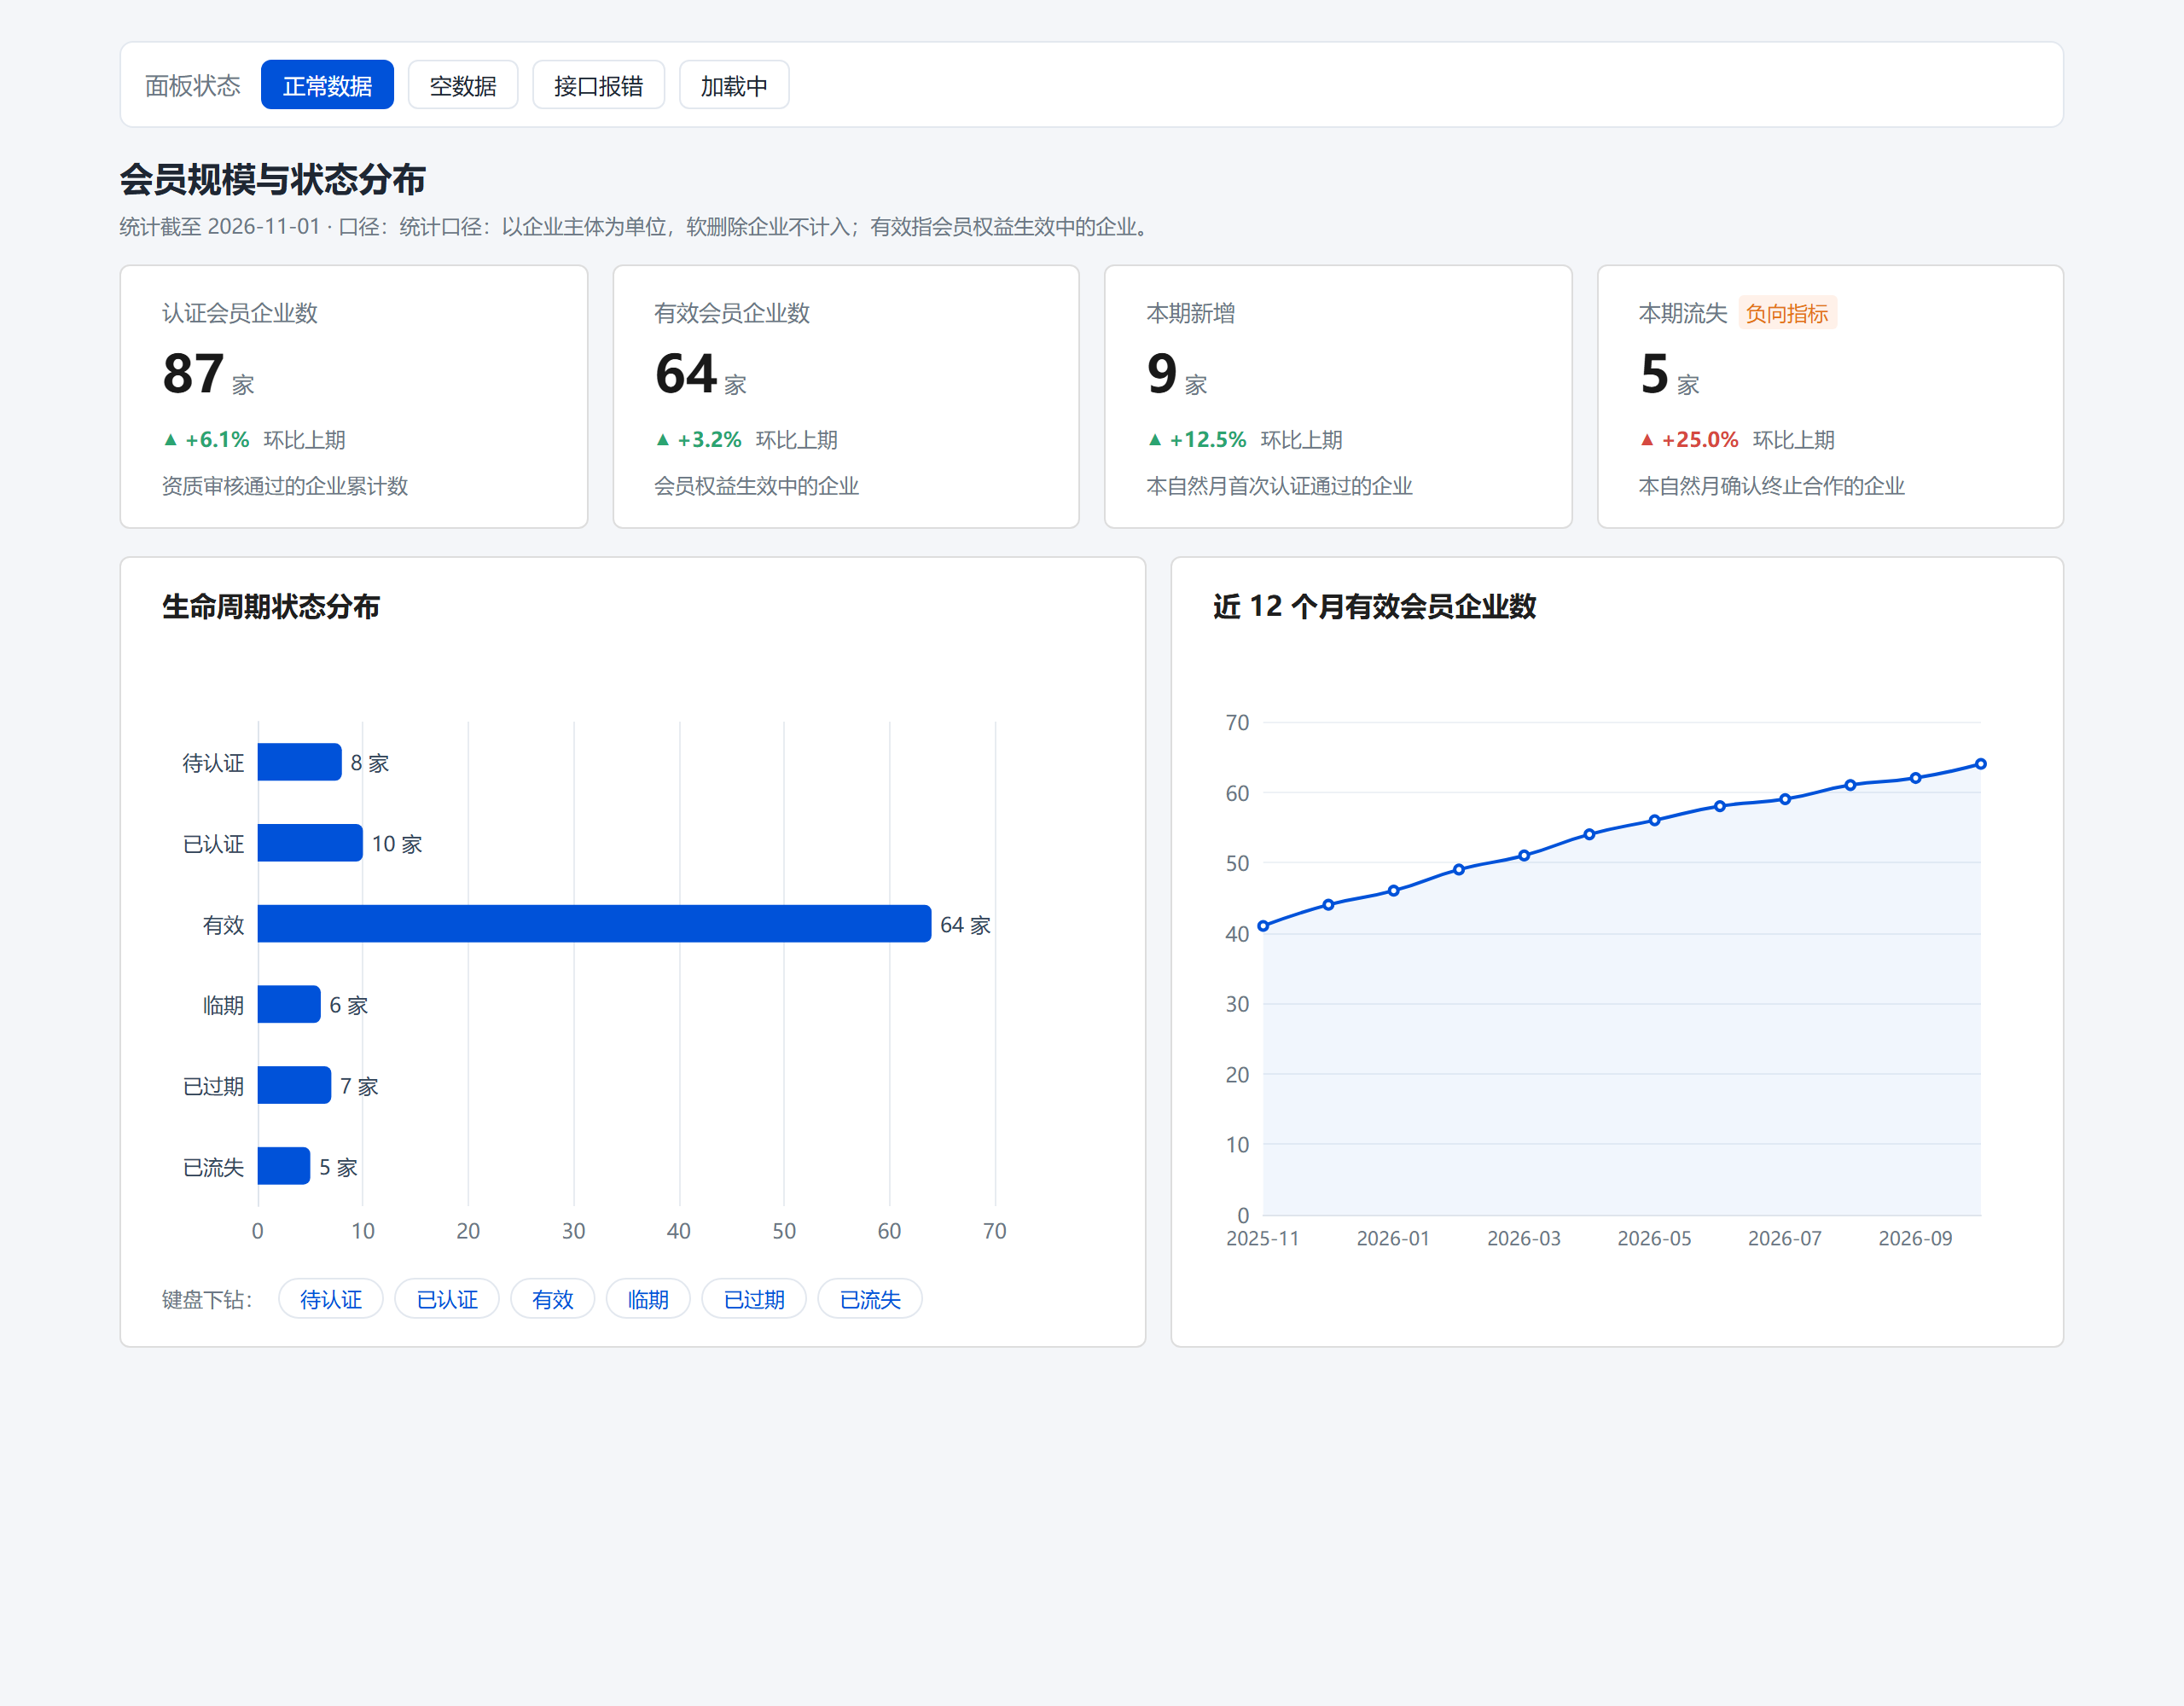 面板状态 正常数据 空数据 接口报错 加载中
会员规模与状态分布
统计截至 2026-11-01 · 口径：统计口径：以企业主体为单位，软删除企业不计入；有效指会员权益生效中的企业。
认证会员企业数
87 家
▲ +6.1% 环比上期
资质审核通过的企业累计数
有效会员企业数
64 家
▲ +3.2% 环比上期
会员权益生效中的企业
本期新增
9 家
▲ +12.5% 环比上期
本自然月首次认证通过的企业
本期流失 负向指标
5 家
▲ +25.0% 环比上期
本自然月确认终止合作的企业
生命周期状态分布
待认证 8 家
已认证 10 家
有效 64 家
临期 6 家
已过期 7 家
已流失 5 家
0 10 20 30 40 50 60 70
键盘下钻： 待认证 已认证 有效 临期 已过期 已流失
近 12 个月有效会员企业数
70
60
50
40
30
20
10
0
2025-11 2026-01 2026-03 2026-05 2026-07 2026-09